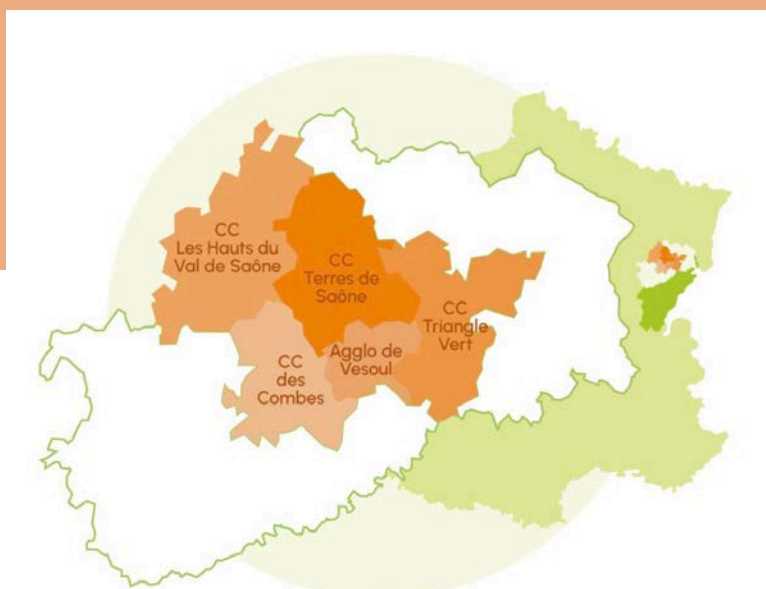 CC
Les Hauts du
Val de Saône
CC
Terres de
Saône
CC
Triangle
Vert
Agglo de
Vesoul
CC
des
Combes